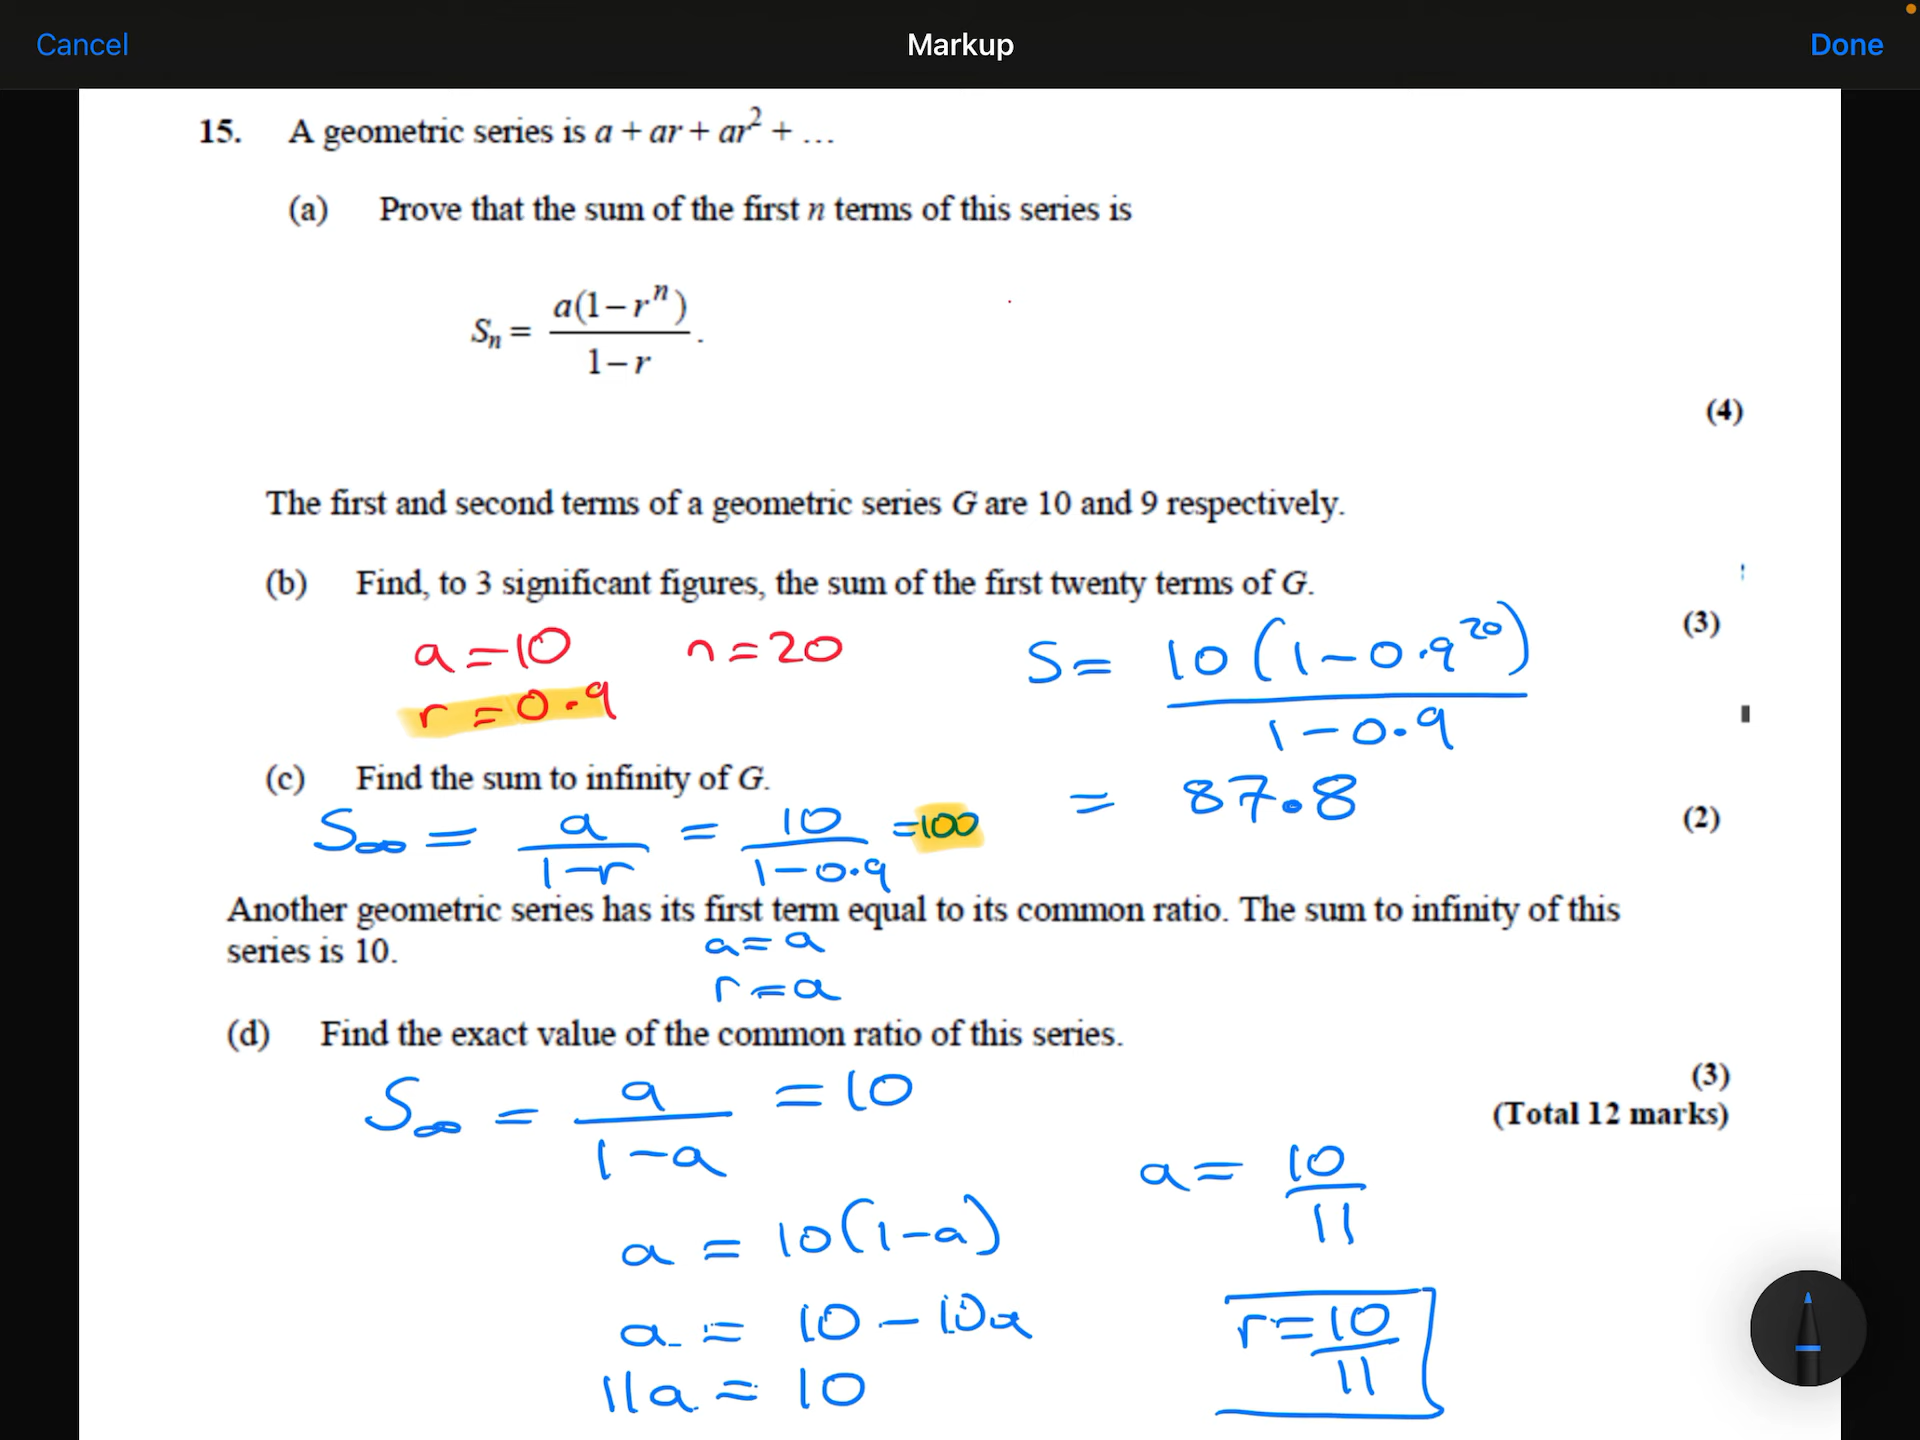 Cancel Markup Done
15. A geometric series is a + ar + ar² + ...
(a) Prove that the sum of the first n terms of this series is
Sₙ = a(1−rⁿ) / 1−r .
(4)
The first and second terms of a geometric series G are 10 and 9 respectively.
(b) Find, to 3 significant figures, the sum of the first twenty terms of G.
(3)
a=10 n=20
r=0.9
S= 10(1−0.9²⁰) / 1−0.9
= 87.8
(c) Find the sum to infinity of G.
(2)
S∞ = a / 1−r = 10 / 1−0.9 =100
Another geometric series has its first term equal to its common ratio. The sum to infinity of this
series is 10.
a=a
r=a
(d) Find the exact value of the common ratio of this series.
(3)
(Total 12 marks)
S∞ = a / 1−a =10
a = 10(1−a)
a = 10−10a
11a = 10
a= 10 / 11
r= 10 / 11